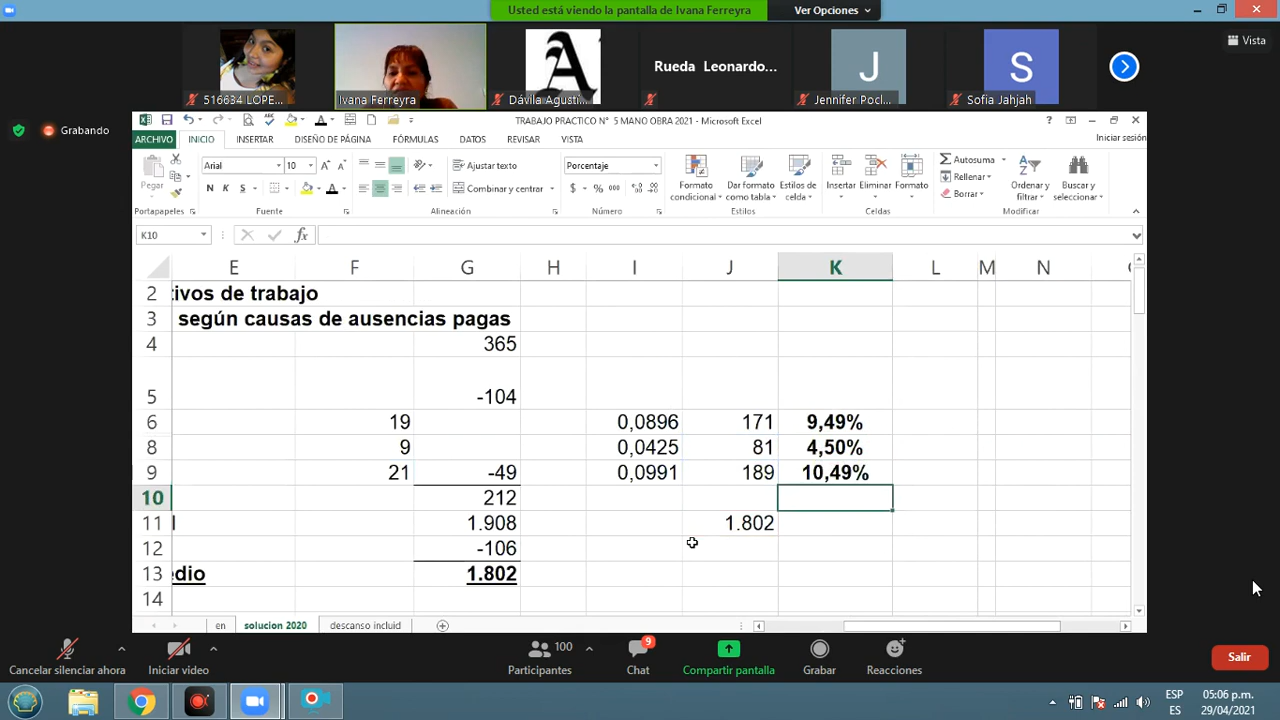 Usted está viendo la pantalla de Ivana Ferreyra
Ver Opciones
Vista
A
Rueda Leonardo...
J
S
516634 LOPE...
Ivana Ferreyra
Dávila Agustí...
Jennifer Pocl...
Sofia Jahjah
Grabando
TRABAJO PRACTICO N° 5 MANO OBRA 2021 - Microsoft Excel
ARCHIVO INICIO INSERTAR DISEÑO DE PÁGINA FÓRMULAS DATOS REVISAR VISTA
Iniciar sesión
Pegar
Arial 10
N K S
Ajustar texto
Combinar y centrar
Porcentaje
$ % 000
Formato condicional
Dar formato como tabla
Estilos de celda
Insertar Eliminar Formato
Autosuma
Rellenar
Borrar
Ordenar y filtrar
Buscar y seleccionar
Portapapeles Fuente Alineación Número Estilos Celdas Modificar
K10
fx
E F G H I J K L M N
2 tivos de trabajo
3 según causas de ausencias pagas
4 365
5 -104
6 19 0,0896 171 9,49%
8 9 0,0425 81 4,50%
9 21 -49 0,0991 189 10,49%
10 212
11 l 1.908 1.802
12 -106
13 edio 1.802
14
en solucion 2020 descanso incluid
100
9
Cancelar silenciar ahora Iniciar video Participantes Chat Compartir pantalla Grabar Reacciones
Salir
ESP
ES
05:06 p.m.
29/04/2021